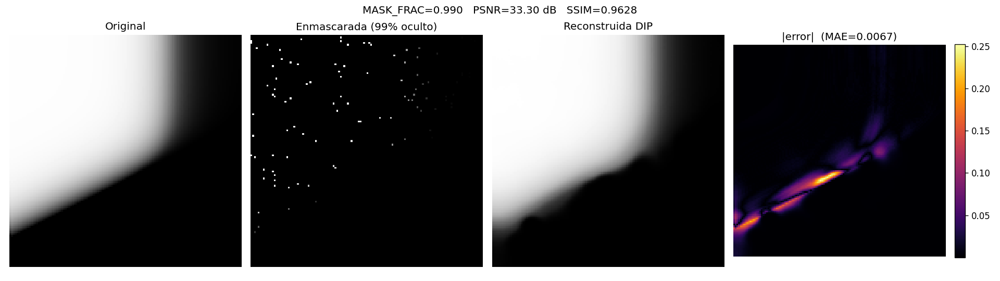 MASK_FRAC=0.990   PSNR=33.30 dB   SSIM=0.9628
Original
Enmascarada (99% oculto)
Reconstruida DIP
|error|  (MAE=0.0067)
0.25
0.20
0.15
0.10
0.05